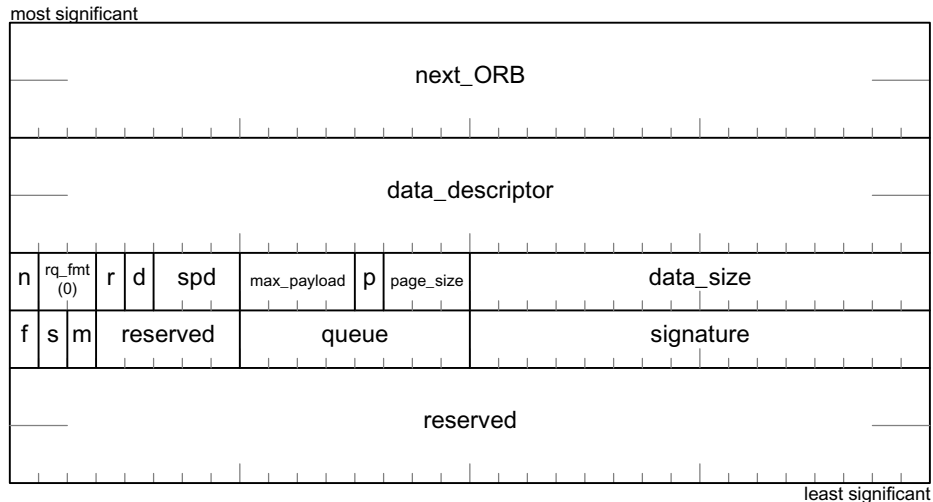 most significant
next_ORB
data_descriptor
n rq_fmt (0) r d spd max_payload p page_size data_size
f s m reserved queue signature
reserved
least significant